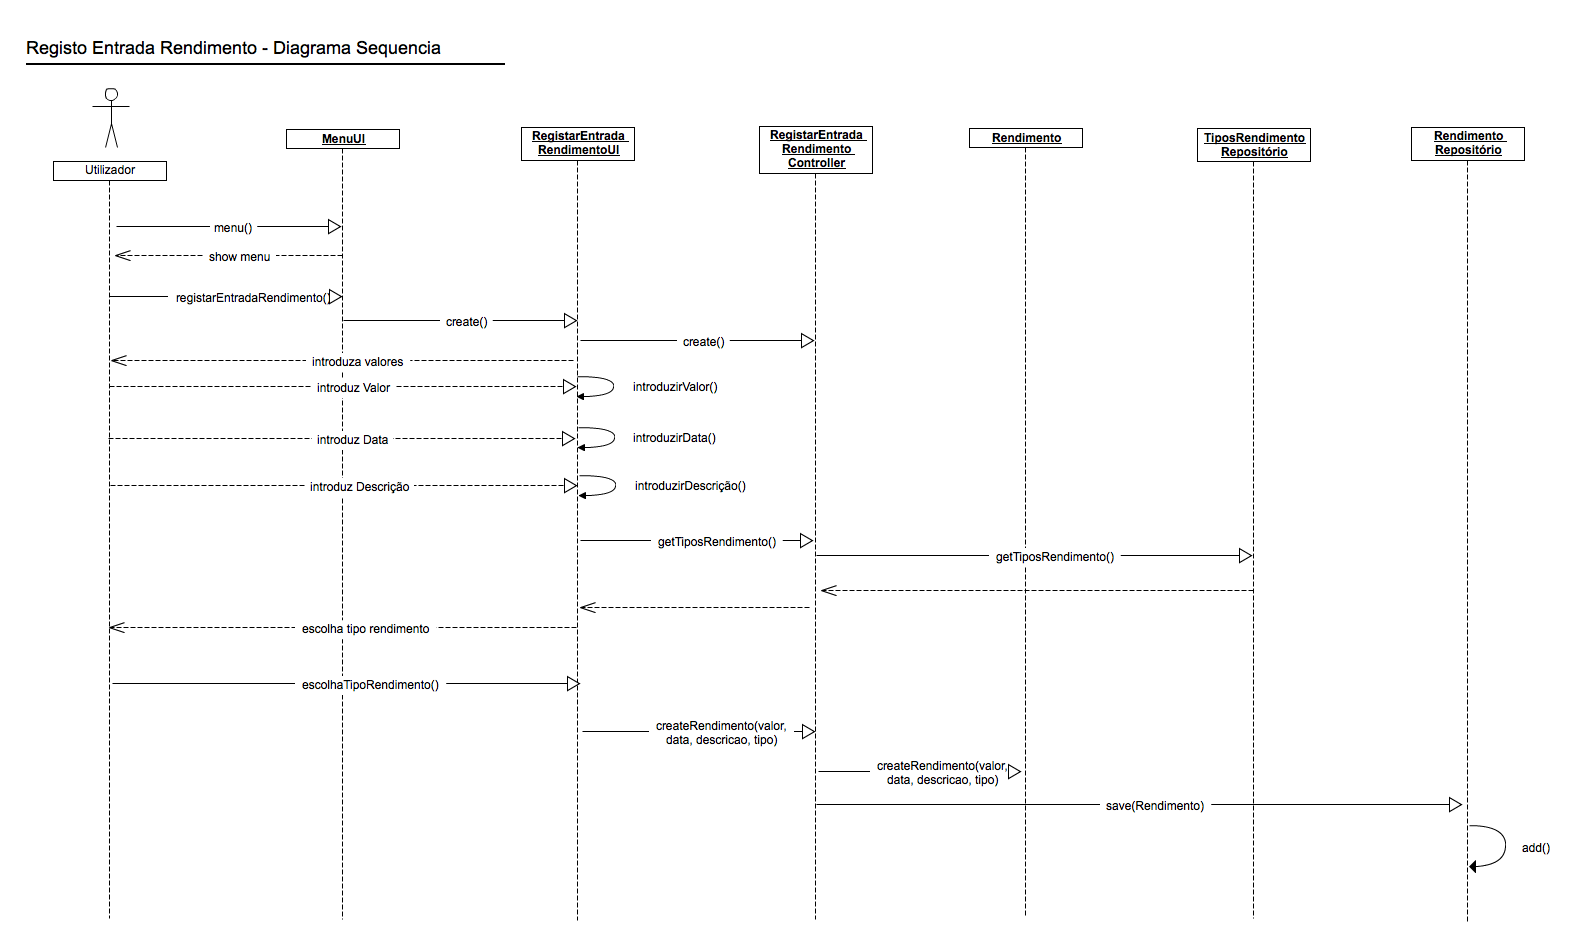 Registo Entrada Rendimento - Diagrama Sequencia
Utilizador
MenuUI
RegistarEntrada
RendimentoUI
RegistarEntrada
Rendimento
Controller
Rendimento
TiposRendimento
Repositório
Rendimento
Repositório
menu()
show menu
registarEntradaRendimento()
create()
create()
introduza valores
introduz Valor
introduzirValor()
introduz Data
introduzirData()
introduz Descrição
introduzirDescrição()
getTiposRendimento()
getTiposRendimento()
escolha tipo rendimento
escolhaTipoRendimento()
createRendimento(valor,
data, descricao, tipo)
createRendimento(valor,
data, descricao, tipo)
save(Rendimento)
add()